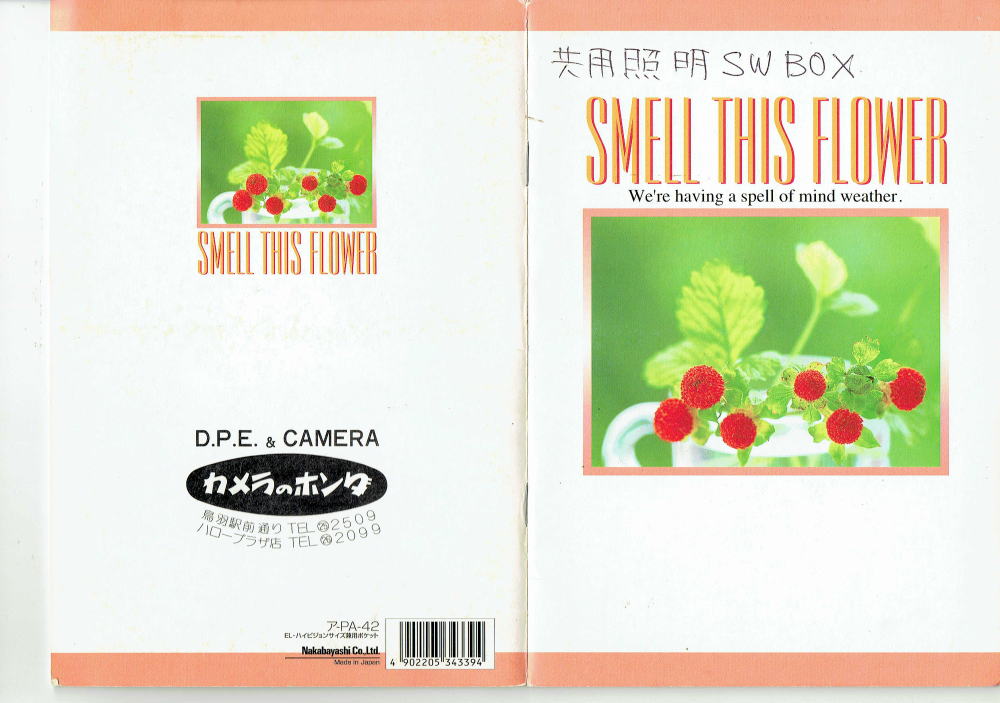 SMELL THIS FLOWER
D.P.E. & CAMERA
カメラのホンダ
鳥羽駅前通り TEL㉕2509
ハロープラザ店 TEL㉖2099
ア-PA-42
EL・ハイビジョンサイズ兼用ポケット
Nakabayashi Co.,Ltd.
Made in Japan
4 902205 343394
共用照明 SW BOX
SMELL THIS FLOWER
We're having a spell of mind weather.